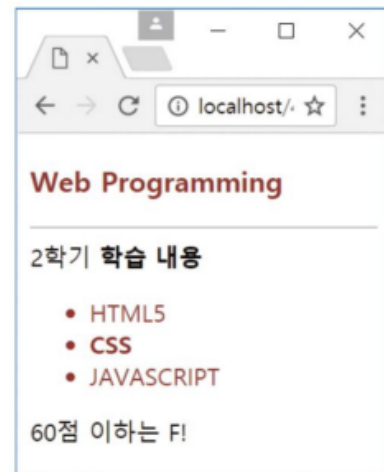 localhost/
Web Programming
2학기 학습 내용
HTML5
CSS
JAVASCRIPT
60점 이하는 F!